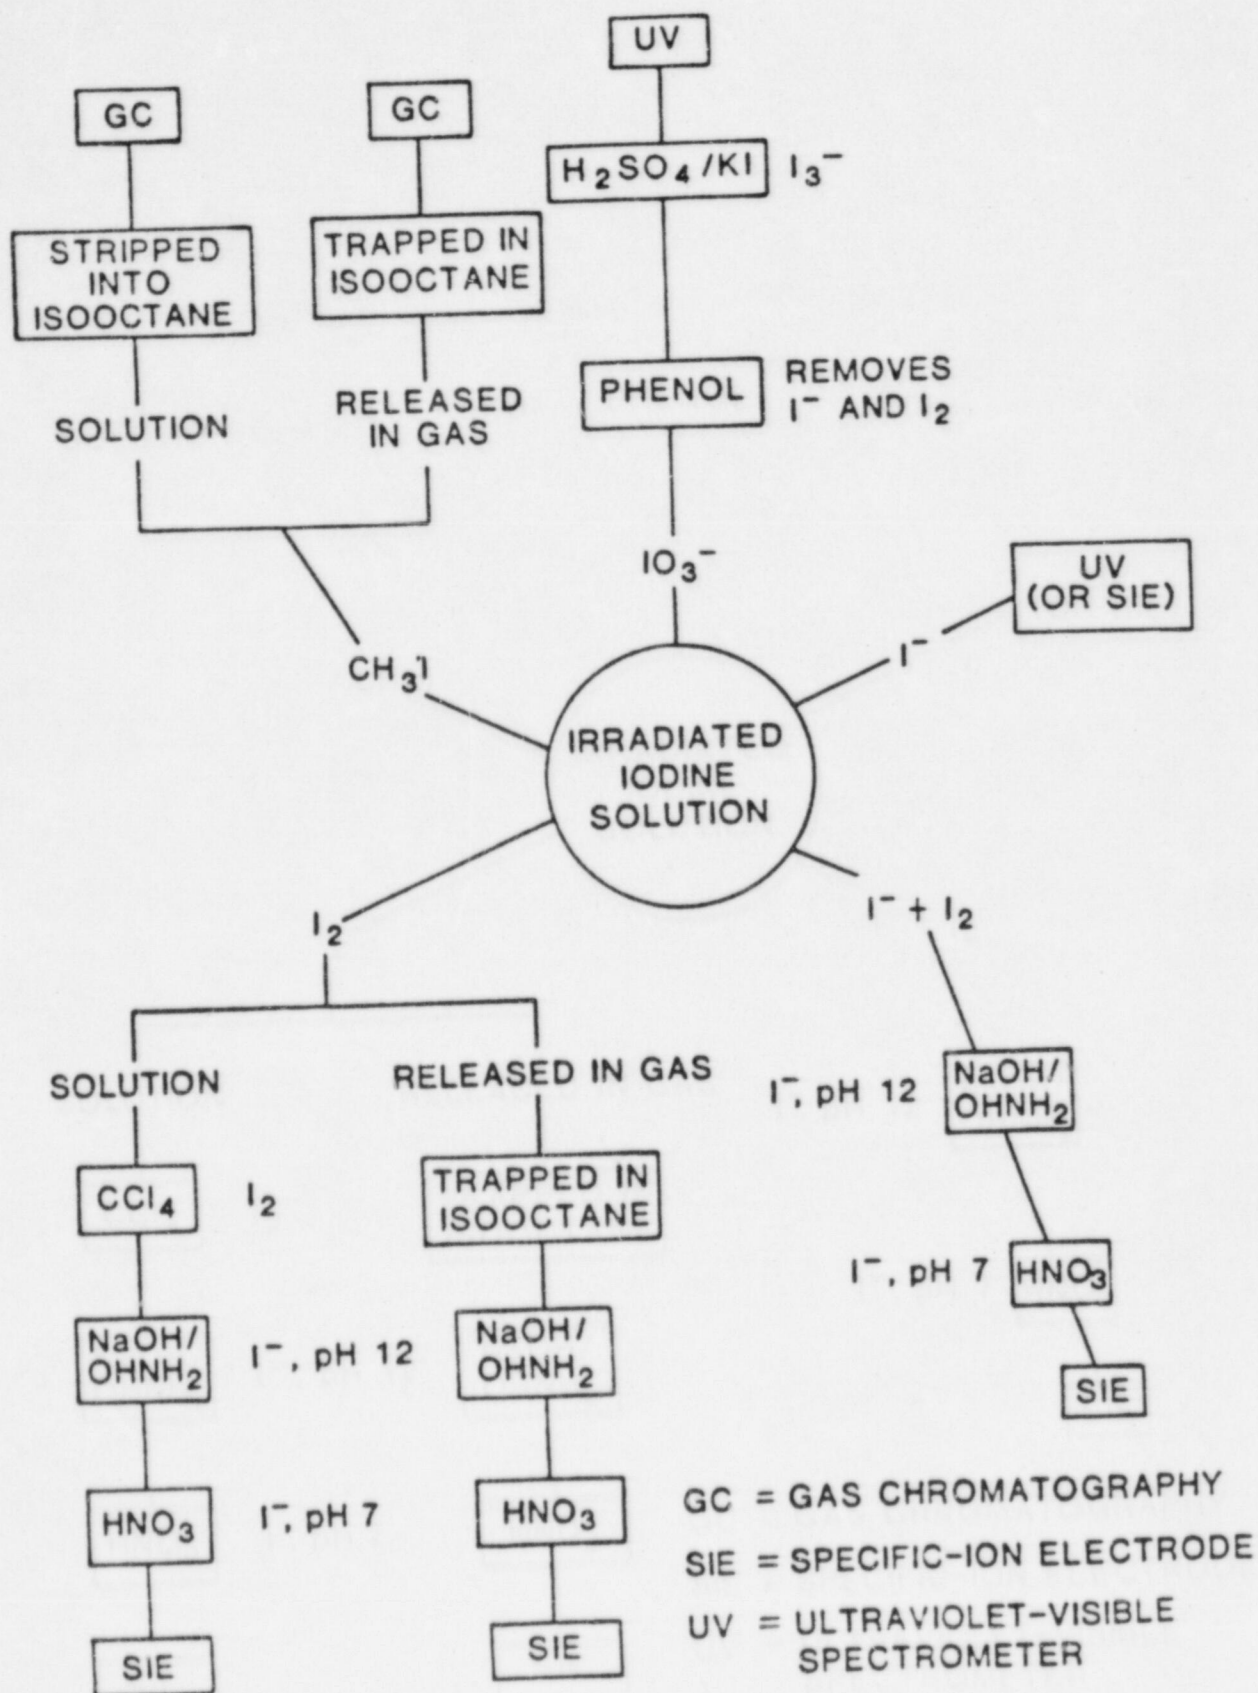 UV
GC
GC
H₂SO₄/KI I₃⁻
STRIPPED
INTO
ISOOCTANE
TRAPPED IN
ISOOCTANE
PHENOL
REMOVES
I⁻ AND I₂
SOLUTION
RELEASED
IN GAS
IO₃⁻
UV
(OR SIE)
I⁻
CH₃I
IRRADIATED
IODINE
SOLUTION
I⁻ + I₂
I₂
SOLUTION
RELEASED IN GAS
I⁻, pH 12
NaOH/
OHNH₂
CCl₄ I₂
TRAPPED IN
ISOOCTANE
I⁻, pH 7 HNO₃
NaOH/
OHNH₂
I⁻, pH 12
NaOH/
OHNH₂
SIE
HNO₃ I⁻, pH 7
HNO₃
SIE
SIE
GC = GAS CHROMATOGRAPHY
SIE = SPECIFIC-ION ELECTRODE
UV = ULTRAVIOLET-VISIBLE
SPECTROMETER